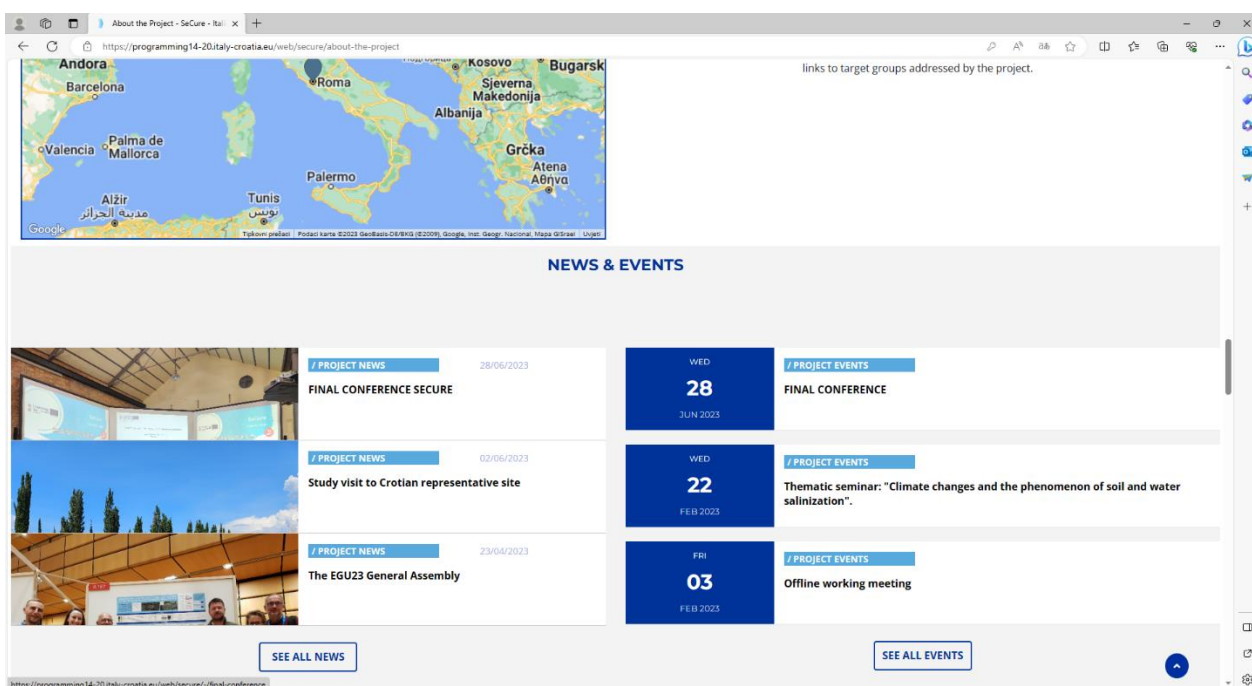 About the Project - SeCure - Ital
https://programming14-20.italy-croatia.eu/web/secure/about-the-project
Andorra
Barcelona
Valencia
Palma de
Mallorca
Alžir
مدينة الجزائر
Tunis
تونس
Roma
Palermo
Kosovo
Bugarsk
Sjeverna
Makedonija
Albanija
Grčka
Atena
Αθήνα
Google
Tipkovni prečaci
Podaci karte ©2023 GeoBasis-DE/BKG (©2009), Google, Inst. Geogr. Nacional, Mapa GISrael
Uvjeti
links to target groups addressed by the project.
NEWS & EVENTS
/ PROJECT NEWS 28/06/2023
FINAL CONFERENCE SECURE
/ PROJECT NEWS 02/06/2023
Study visit to Crotian representative site
/ PROJECT NEWS 23/04/2023
The EGU23 General Assembly
SEE ALL NEWS
WED
28
JUN 2023
/ PROJECT EVENTS
FINAL CONFERENCE
WED
22
FEB 2023
/ PROJECT EVENTS
Thematic seminar: "Climate changes and the phenomenon of soil and water
salinization".
FRI
03
FEB 2023
/ PROJECT EVENTS
Offline working meeting
SEE ALL EVENTS
https://programming14-20.italy-croatia.eu/web/secure/-/final-conference